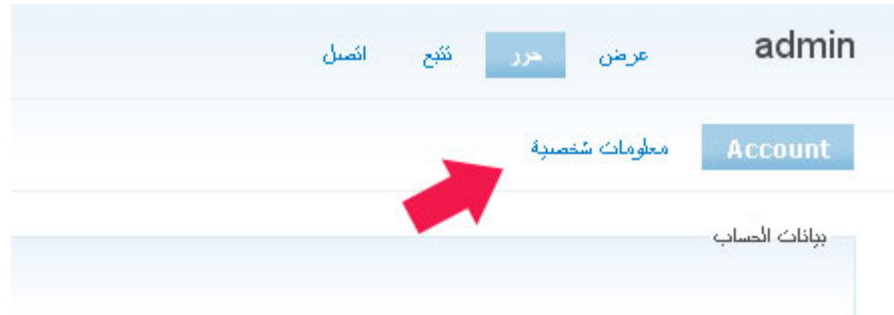 admin
عرض حرر تتبع اتصل
Account معلومات شخصية
بيانات الحساب